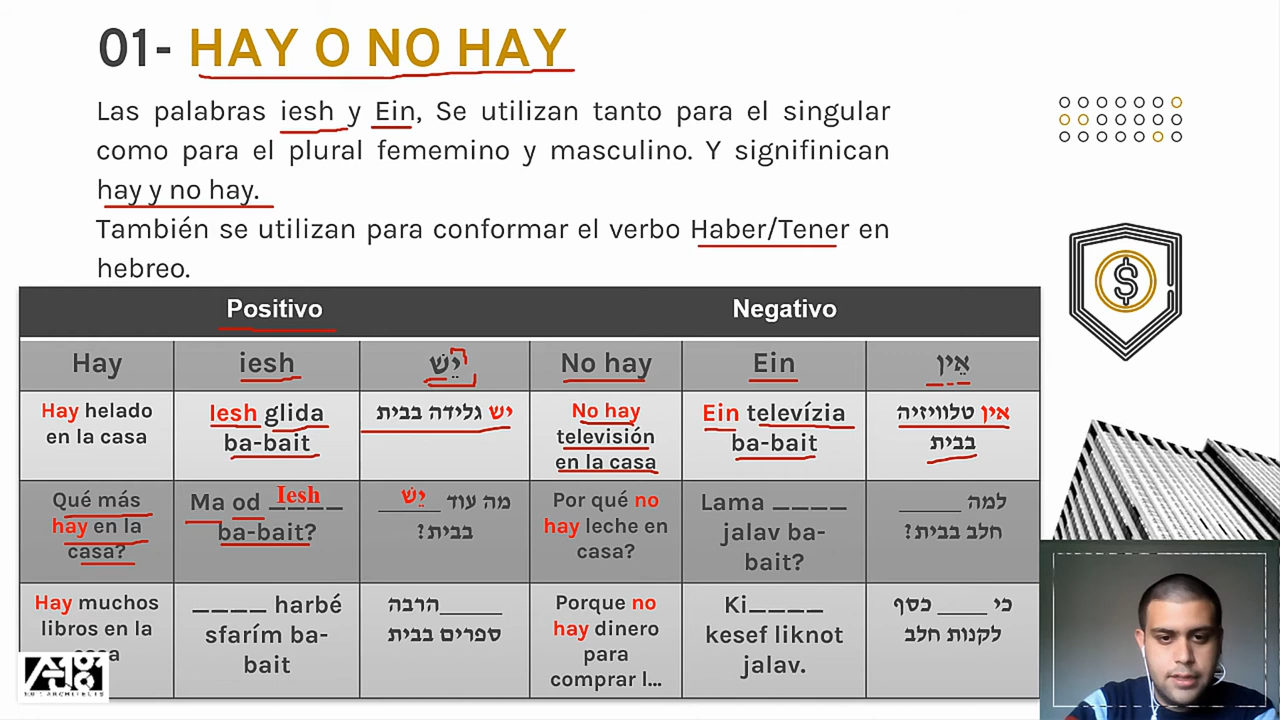 01- HAY O NO HAY
Las palabras iesh y Ein, Se utilizan tanto para el singular
como para el plural fememino y masculino. Y signifinican
hay y no hay.
También se utilizan para conformar el verbo Haber/Tener en
hebreo.
Positivo
Negativo
Hay
iesh
יֵשׁ
No hay
Ein
אֵין
Hay helado
en la casa
Iesh glida
ba-bait
יש גלידה בבית
No hay
televisión
en la casa
Ein televízia
ba-bait
אין טלוויזיה
בבית
Qué más
hay en la
casa?
Ma od Iesh
ba-bait?
מה עוד יֵשׁ
בבית?
Por qué no
hay leche en
casa?
Lama ____
jalav ba-
bait?
למה _____
חלב בבית?
Hay muchos
libros en la
____ harbé
sfarím ba-
bait
_____הרבה
ספרים בבית
Porque no
hay dinero
para
comprar l...
Ki____
kesef liknot
jalav.
כי ____ כסף
לקנות חלב